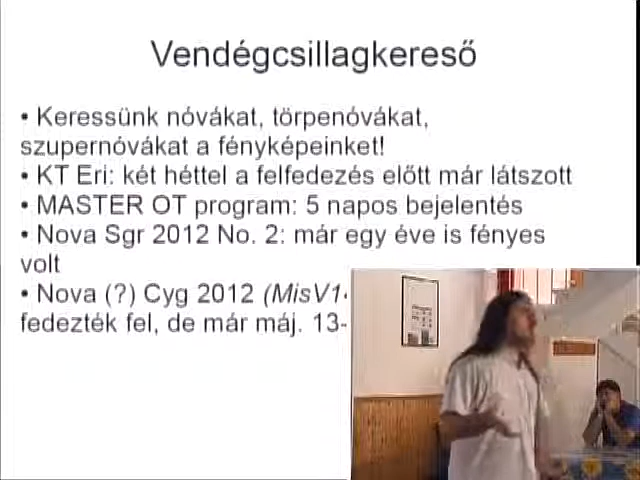 Vendégcsillagkereső
• Keressünk nóvákat, törpenóvákat,
szupernóvákat a fényképeinket!
• KT Eri: két héttel a felfedezés előtt már látszott
• MASTER OT program: 5 napos bejelentés
• Nova Sgr 2012 No. 2: már egy éve is fényes
volt
• Nova (?) Cyg 2012 (MisV1
fedezték fel, de már máj. 13-